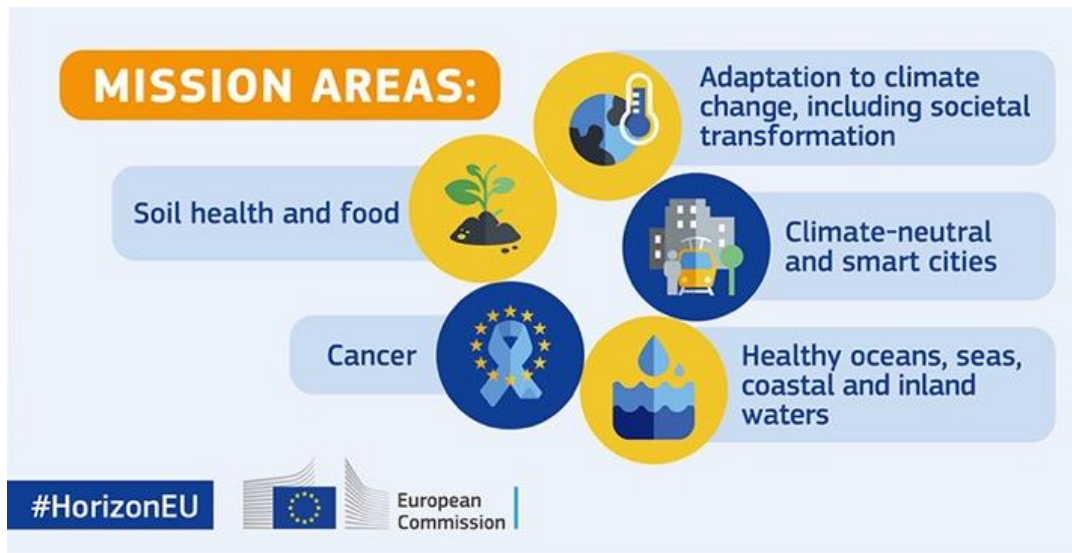 MISSION AREAS:
Adaptation to climate
change, including societal
transformation
Soil health and food
Climate-neutral
and smart cities
Cancer
Healthy oceans, seas,
coastal and inland
waters
#HorizonEU
European
Commission